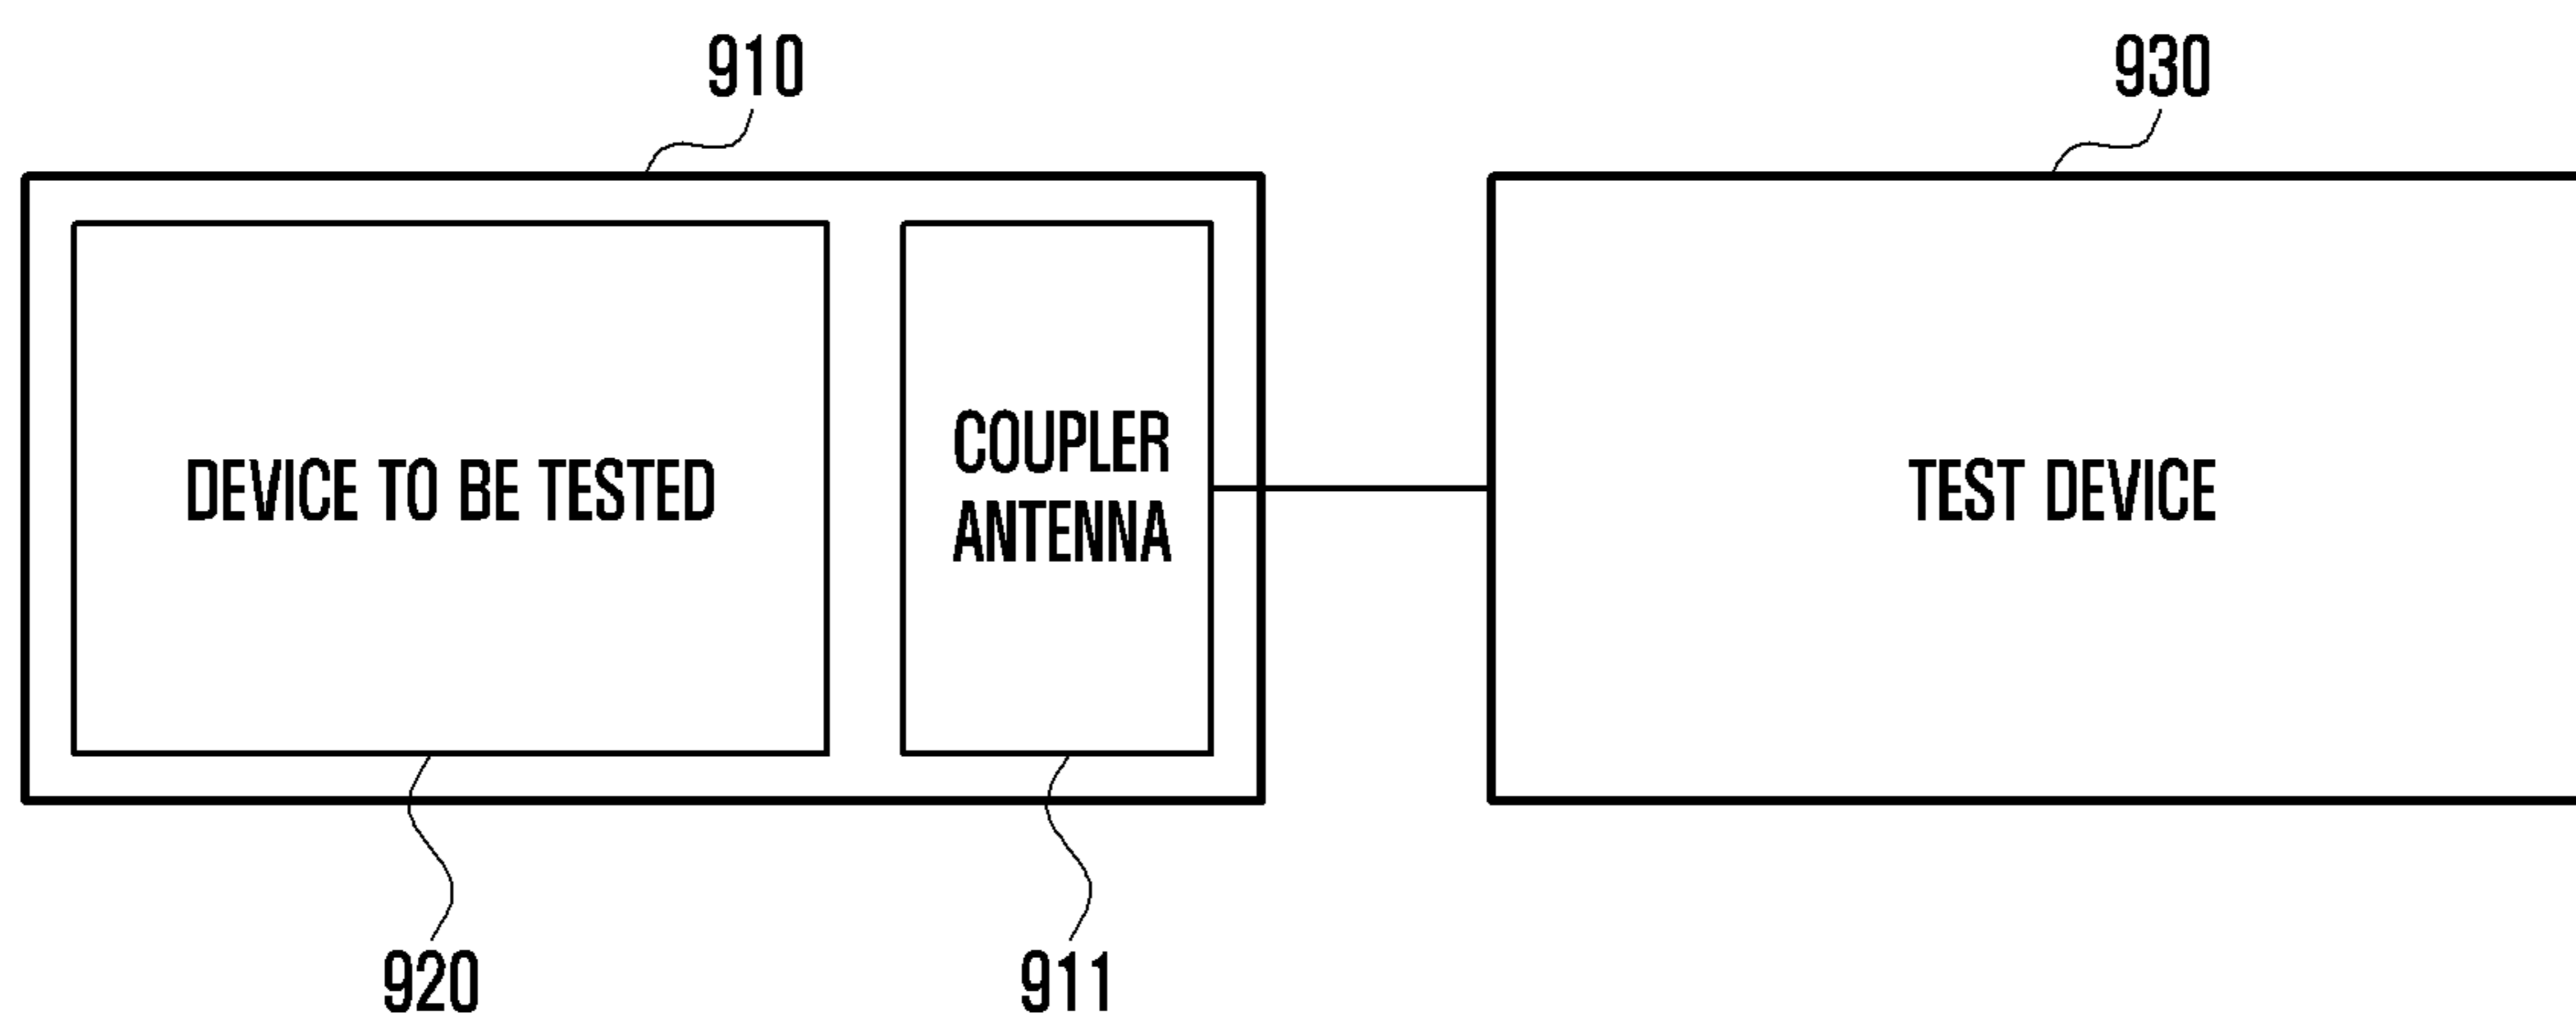 910
930
DEVICE TO BE TESTED
COUPLER
ANTENNA
TEST DEVICE
920
911